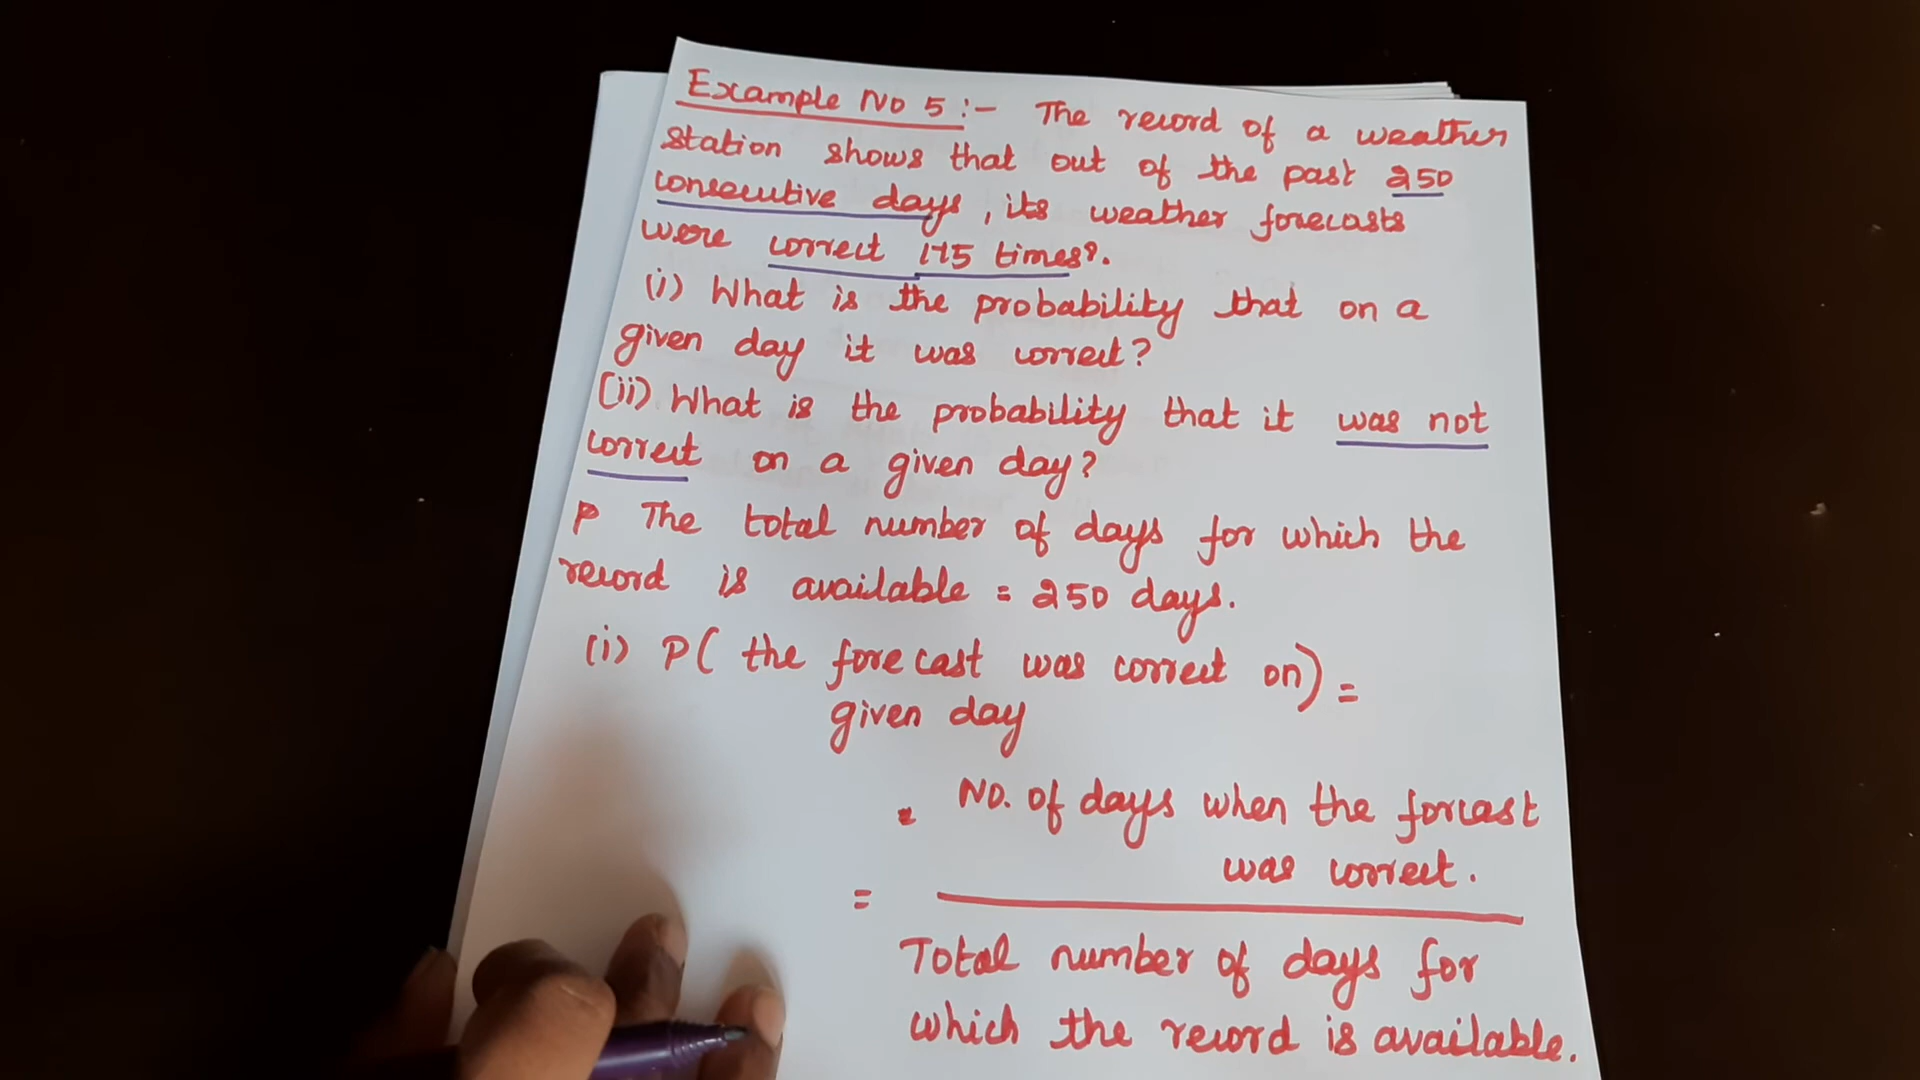 Example No 5 :- The record of a weather
station shows that out of the past 250
consecutive days, its weather forecasts
were correct 175 times?.
(i) What is the probability that on a
given day it was correct?
(ii) What is the probability that it was not
correct on a given day?
P The total number of days for which the
record is available = 250 days.
(i) P( the forecast was correct on) =
given day
= No. of days when the forcast
was correct.
=
Total number of days for
which the record is available.